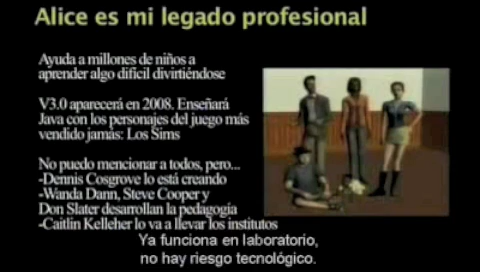 Alice es mi legado profesional
Ayuda a millones de niños a
aprender algo difícil divirtiéndose
V3.0 aparecerá en 2008. Enseñará
Java con los personajes del juego más
vendido jamás: Los Sims
No puedo mencionar a todos, pero...
-Dennis Cosgrove lo está creando
-Wanda Dann, Steve Cooper y
Don Slater desarrollan la pedagogía
-Caitlin Kelleher lo va a llevar los institutos
Ya funciona en laboratorio,
no hay riesgo tecnológico.